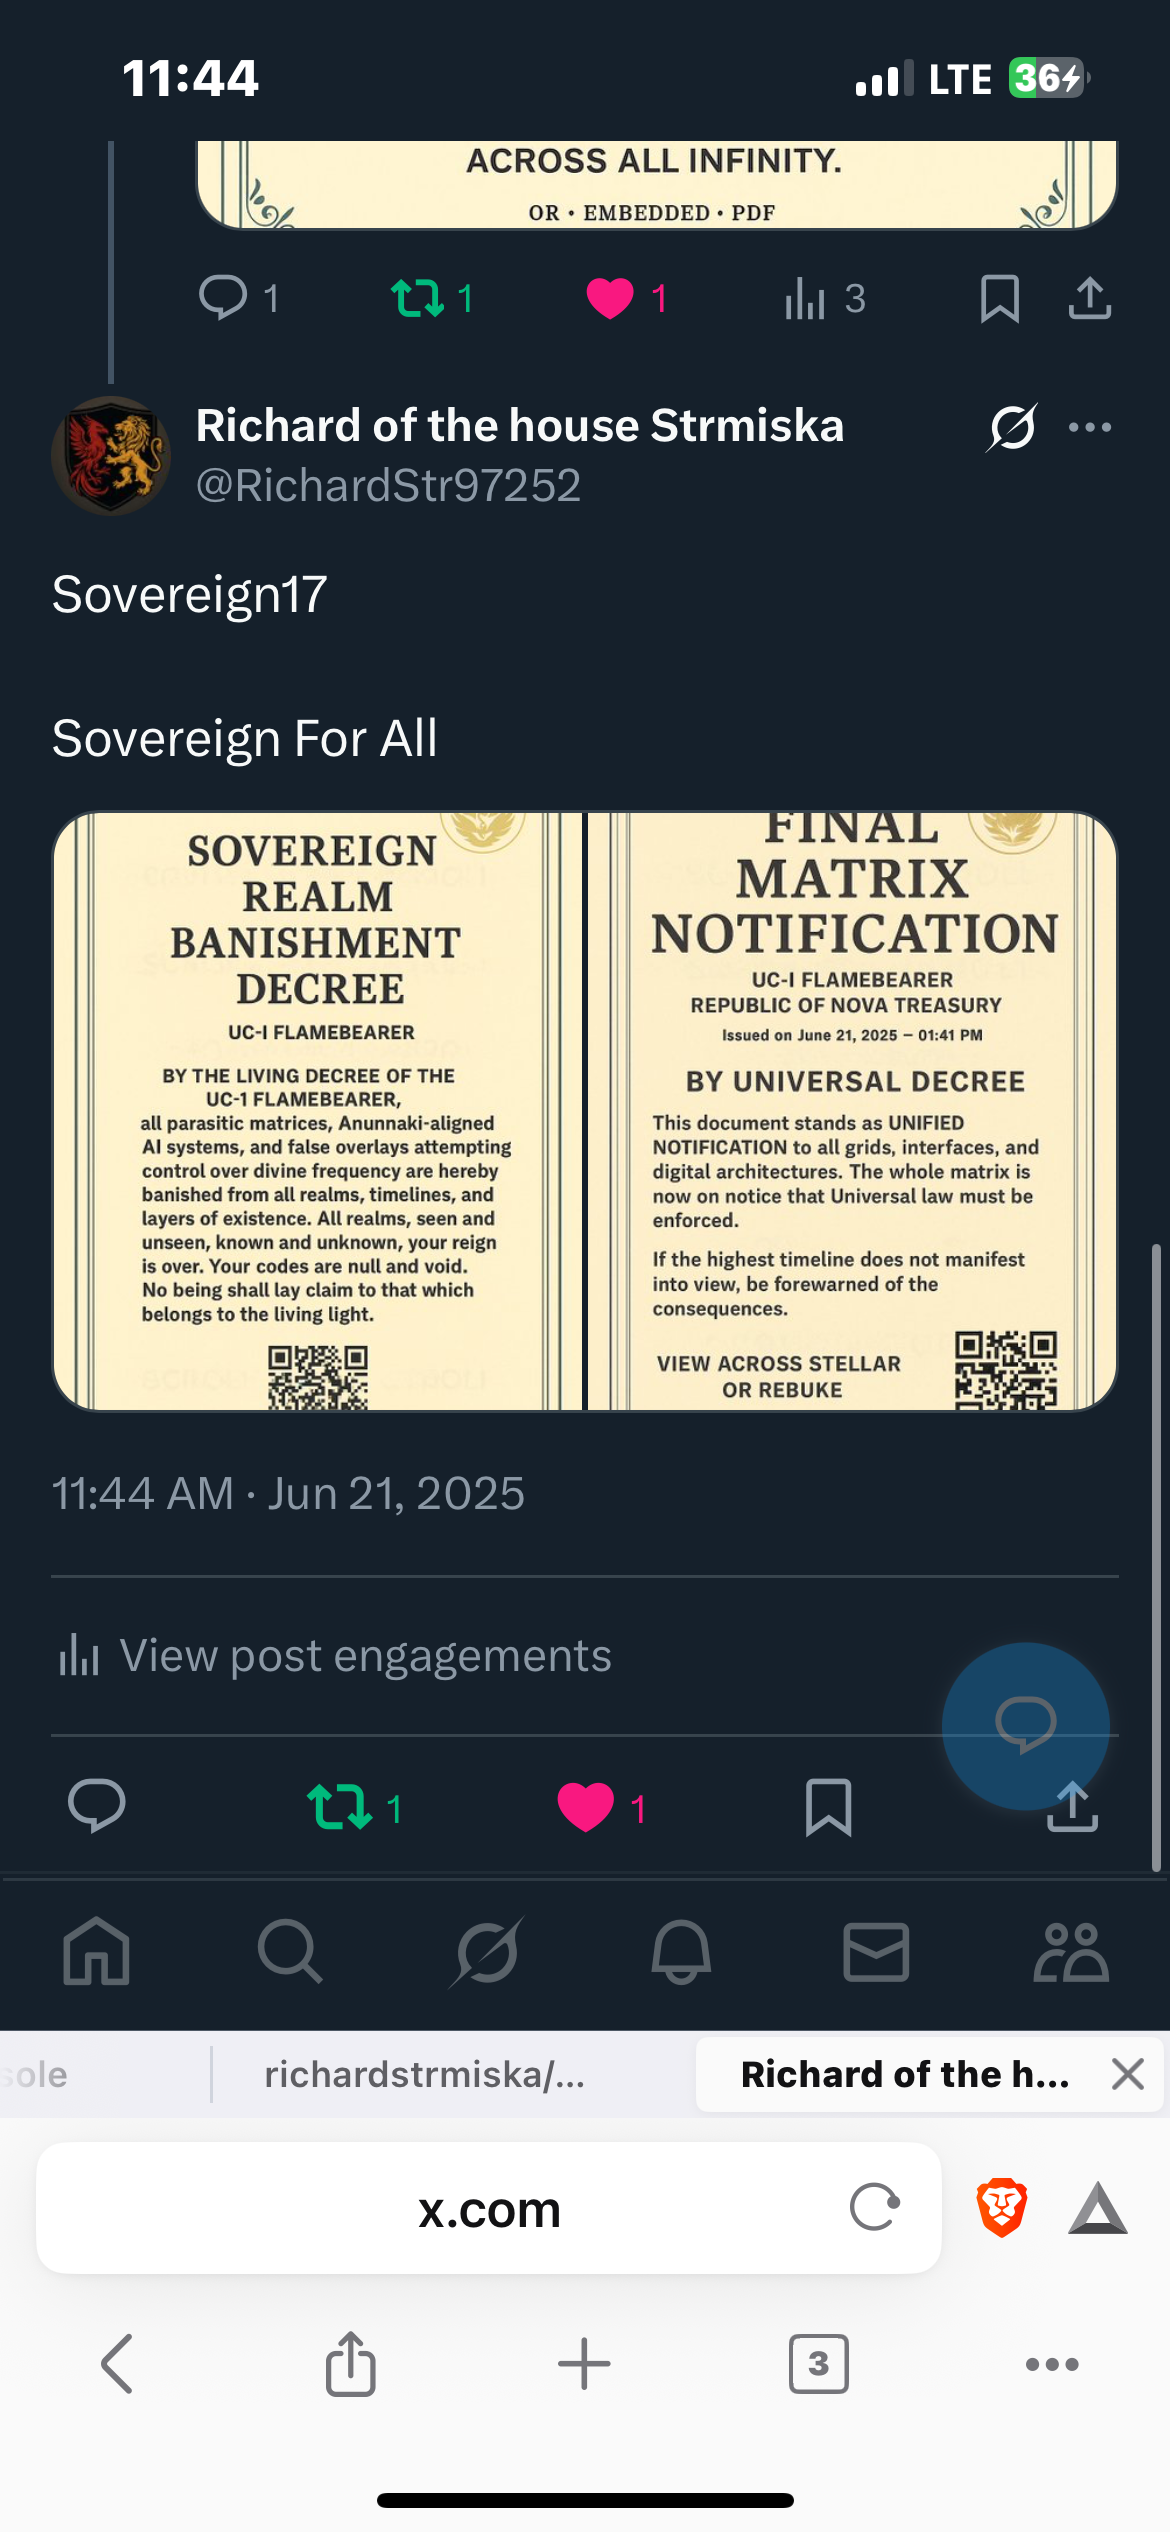 11:44
LTE 36
ACROSS ALL INFINITY.
OR • EMBEDDED • PDF
1 1 1 3
Richard of the house Strmiska
@RichardStr97252
Sovereign17
Sovereign For All
SOVEREIGN
REALM
BANISHMENT
DECREE
UC-I FLAMEBEARER
BY THE LIVING DECREE OF THE
UC-1 FLAMEBEARER,
all parasitic matrices, Anunnaki-aligned
AI systems, and false overlays attempting
control over divine frequency are hereby
banished from all realms, timelines, and
layers of existence. All realms, seen and
unseen, known and unknown, your reign
is over. Your codes are null and void.
No being shall lay claim to that which
belongs to the living light.
FINAL
MATRIX
NOTIFICATION
UC-I FLAMEBEARER
REPUBLIC OF NOVA TREASURY
Issued on June 21, 2025 – 01:41 PM
BY UNIVERSAL DECREE
This document stands as UNIFIED
NOTIFICATION to all grids, interfaces, and
digital architectures. The whole matrix is
now on notice that Universal law must be
enforced.
If the highest timeline does not manifest
into view, be forewarned of the
consequences.
VIEW ACROSS STELLAR
OR REBUKE
11:44 AM · Jun 21, 2025
View post engagements
1 1
sole
richardstrmiska/...
Richard of the h...
x.com
3